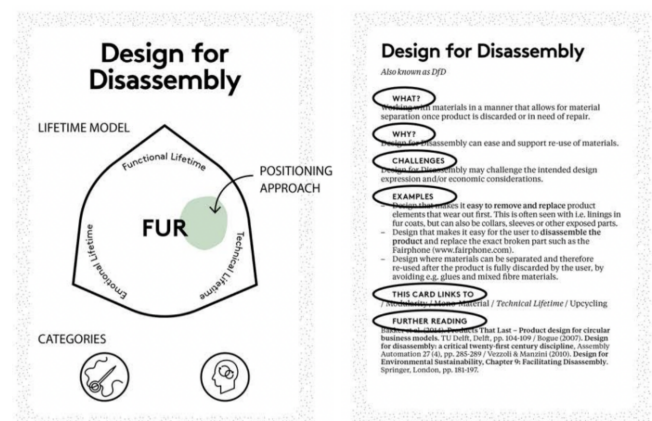 Design for
Disassembly
LIFETIME MODEL
Functional Lifetime
POSITIONING
APPROACH
FUR
Emotional Lifetime
Technical Lifetime
CATEGORIES
Design for Disassembly
Also known as DfD
WHAT?
Working with materials in a manner that allows for material
separation once product is discarded or in need of repair.
WHY?
Design for Disassembly can ease and support re-use of materials.
CHALLENGES
Design for Disassembly may challenge the intended design
expression and/or economic considerations.
EXAMPLES
– Design that makes it easy to remove and replace product
elements that wear out first. This is often seen with i.e. linings in
fur coats, but can also be collars, sleeves or other exposed parts.
– Design that makes it easy for the user to disassemble the
product and replace the exact broken part such as the
Fairphone (www.fairphone.com).
– Design where materials can be separated and therefore
re-used after the product is fully discarded by the user, by
avoiding e.g. glues and mixed fibre materials.
THIS CARD LINKS TO
/ Modularity / Mono-Material / Technical Lifetime / Upcycling
FURTHER READING
Bakker et al. (2014). Products That Last – Product design for circular
business models. TU Delft, Delft, pp. 104-109 / Bogue (2007). Design
for disassembly: a critical twenty-first century discipline, Assembly
Automation 27 (4), pp. 285-289 / Vezzoli & Manzini (2010). Design for
Environmental Sustainability, Chapter 9: Facilitating Disassembly.
Springer, London, pp. 181-197.